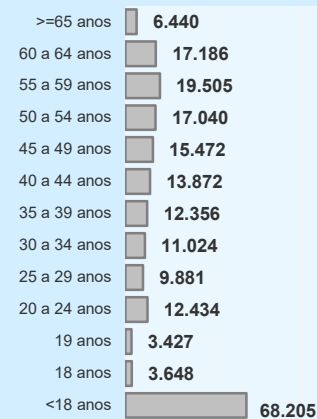 >=65 anos 6.440
60 a 64 anos 17.186
55 a 59 anos 19.505
50 a 54 anos 17.040
45 a 49 anos 15.472
40 a 44 anos 13.872
35 a 39 anos 12.356
30 a 34 anos 11.024
25 a 29 anos 9.881
20 a 24 anos 12.434
19 anos 3.427
18 anos 3.648
<18 anos 68.205